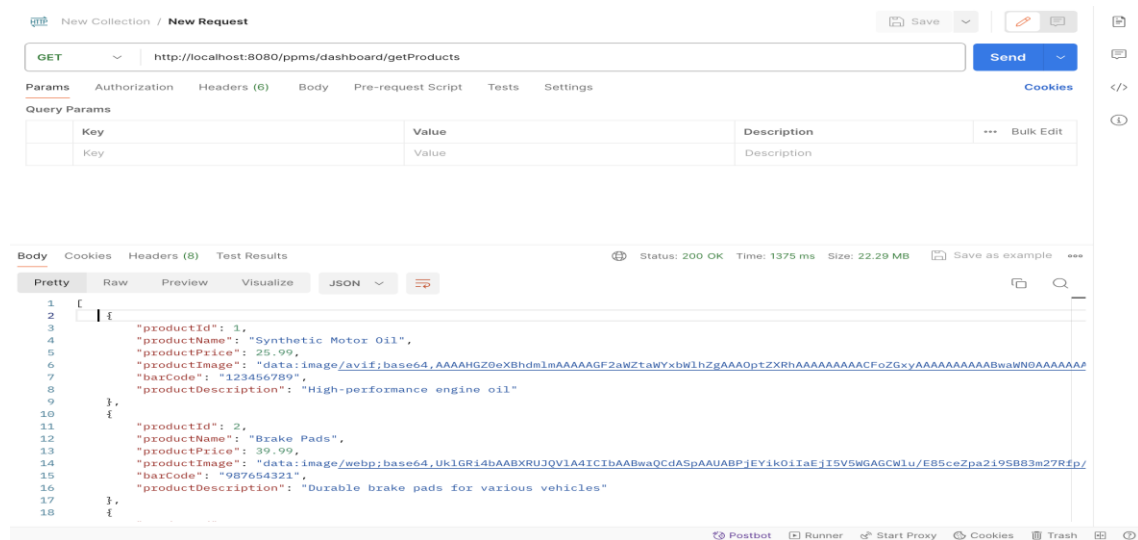 HTTP New Collection / New Request Save
GET http://localhost:8080/ppms/dashboard/getProducts Send
Params Authorization Headers (6) Body Pre-request Script Tests Settings Cookies
Query Params
Key Value Description ••• Bulk Edit
Key Value Description
Body Cookies Headers (8) Test Results Status: 200 OK Time: 1375 ms Size: 22.29 MB Save as example
Pretty Raw Preview Visualize JSON
1 [
2 {
3 "productId": 1,
4 "productName": "Synthetic Motor Oil",
5 "productPrice": 25.99,
6 "productImage": "data:image/avif;base64,
7 "barCode": "123456789",
8 "productDescription": "High-performance engine oil"
9 },
10 {
11 "productId": 2,
12 "productName": "Brake Pads",
13 "productPrice": 39.99,
14 "productImage": "data:image/webp;base64,
15 "barCode": "987654321",
16 "productDescription": "Durable brake pads for various vehicles"
17 },
18 {
Postbot Runner Start Proxy Cookies Trash